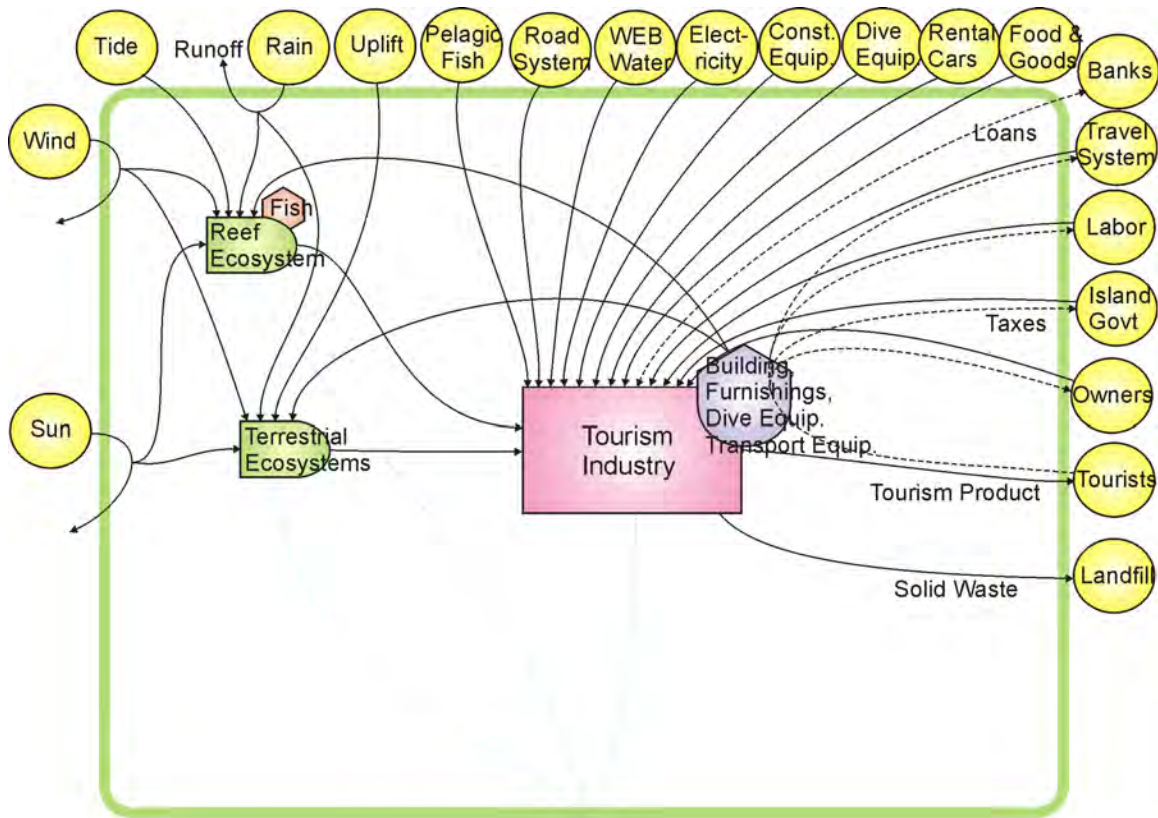 Tide
Runoff
Rain
Uplift
Pelagic
Fish
Road
System
WEB
Water
Elect-
ricity
Const.
Equip.
Dive
Equip.
Rental
Cars
Food &
Goods
Banks
Wind
Loans
Travel
System
Fish
Reef
Ecosystem
Labor
Island
Govt
Taxes
Building,
Furnishings,
Dive Equip.
Transport Equip.
Owners
Sun
Terrestrial
Ecosystems
Tourism
Industry
Tourists
Tourism Product
Landfill
Solid Waste